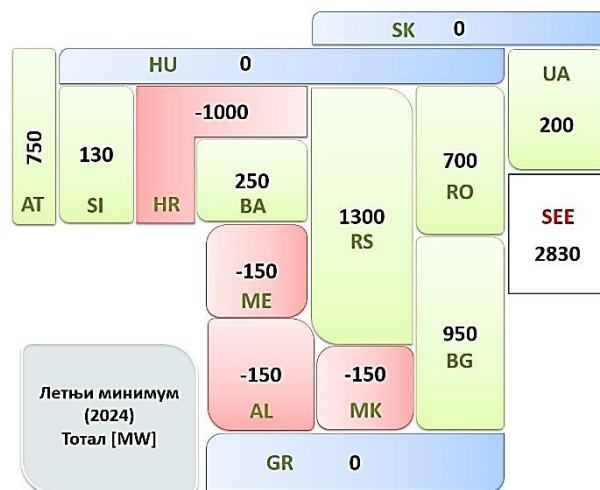 SK 0
HU 0
UA
200
750
AT
130
SI
-1000
HR
250
BA
1300
RS
700
RO
SEE
2830
-150
ME
950
BG
-150
AL
-150
MK
Летњи минимум
(2024)
Тотал [MW]
GR 0